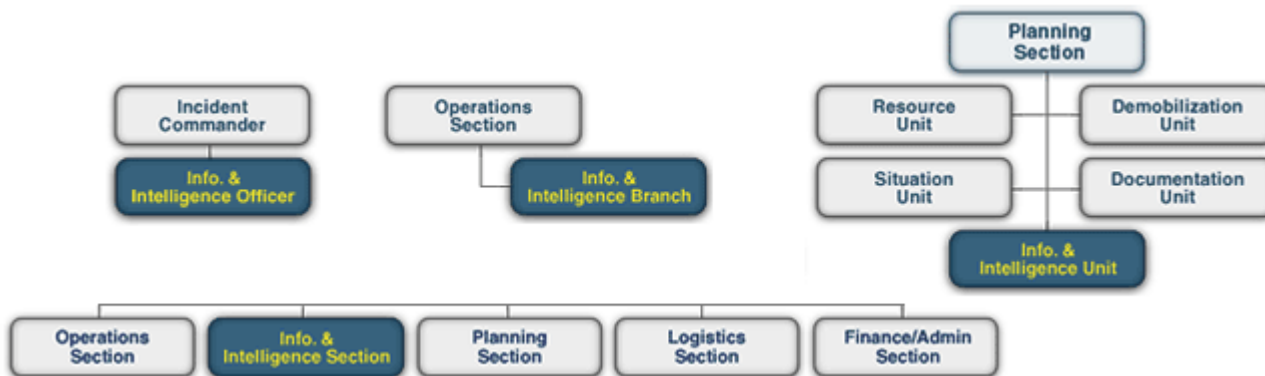 Planning
Section
Incident
Commander
Operations
Section
Resource
Unit
Demobilization
Unit
Info. &
Intelligence Officer
Info. &
Intelligence Branch
Situation
Unit
Documentation
Unit
Info. &
Intelligence Unit
Operations
Section
Info. &
Intelligence Section
Planning
Section
Logistics
Section
Finance/Admin
Section